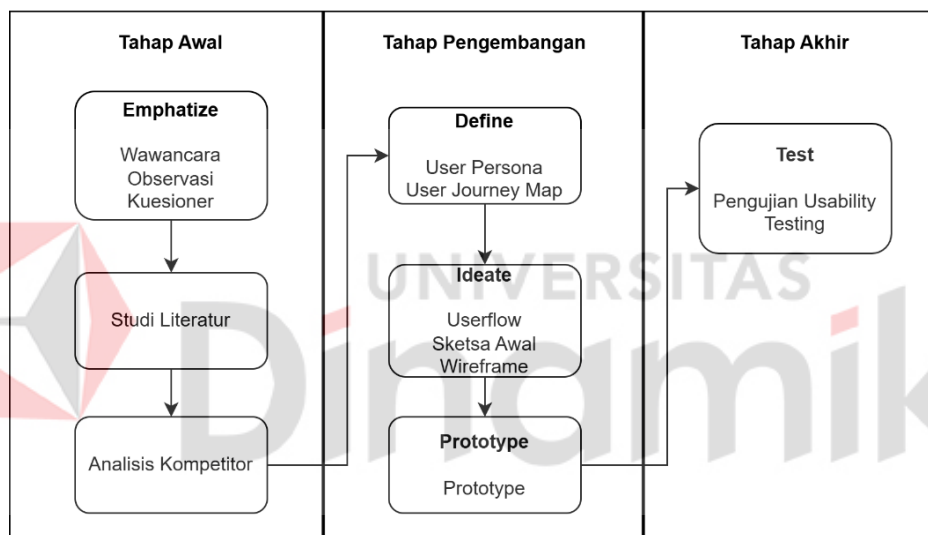 Tahap Awal
Emphatize
Wawancara
Observasi
Kuesioner
Studi Literatur
Analisis Kompetitor
Tahap Pengembangan
Define
User Persona
User Journey Map
Ideate
Userflow
Sketsa Awal
Wireframe
Prototype
Prototype
Tahap Akhir
Test
Pengujian Usability
Testing
UNIVERSITAS
Dinamik